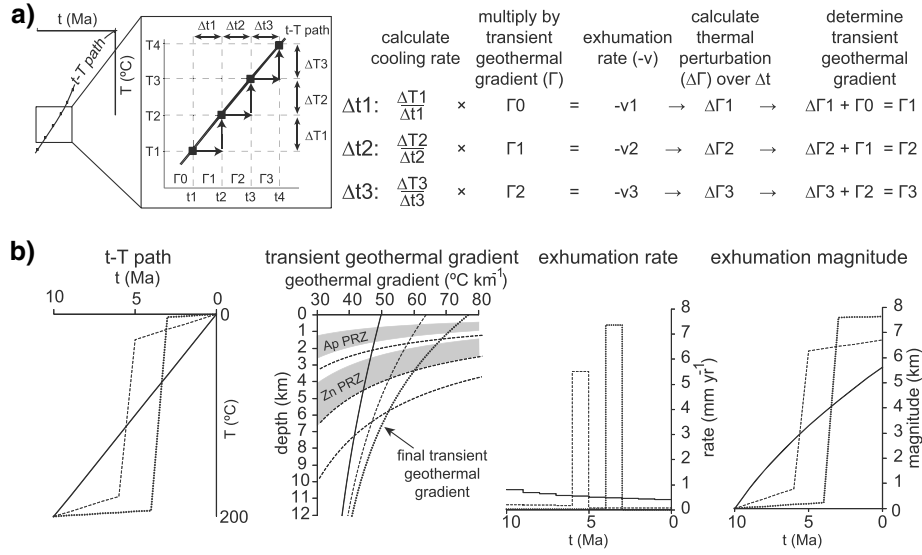 a)
t (Ma)
t-T path
T (ºC)
Δt1 Δt2 Δt3 t-T path
T4
T3
T2
T1
ΔT3
ΔT2
ΔT1
Γ0 Γ1 Γ2 Γ3
t1 t2 t3 t4
calculate
cooling rate
multiply by
transient
geothermal
gradient (Γ)
exhumation
rate (-v)
calculate
thermal
perturbation
(ΔΓ) over Δt
determine
transient
geothermal
gradient
Δt1: ΔT1/Δt1 × Γ0 = -v1 → ΔΓ1 → ΔΓ1 + Γ0 = Γ1
Δt2: ΔT2/Δt2 × Γ1 = -v2 → ΔΓ2 → ΔΓ2 + Γ1 = Γ2
Δt3: ΔT3/Δt3 × Γ2 = -v3 → ΔΓ3 → ΔΓ3 + Γ2 = Γ3
b)
t-T path
t (Ma)
10 5 0
0
T (ºC)
200
transient geothermal gradient
geothermal gradient (ºC km-1)
30 40 50 60 70 80
0
1
2
3
4
5
6
7
8
9
10
11
12
depth (km)
Ap PRZ
Zn PRZ
final transient
geothermal
gradient
exhumation rate
8
7
6
5
4
3
2
1
0
rate (mm yr-1)
10 5 0
t (Ma)
exhumation magnitude
8
7
6
5
4
3
2
1
0
magnitude (km)
10 5 0
t (Ma)